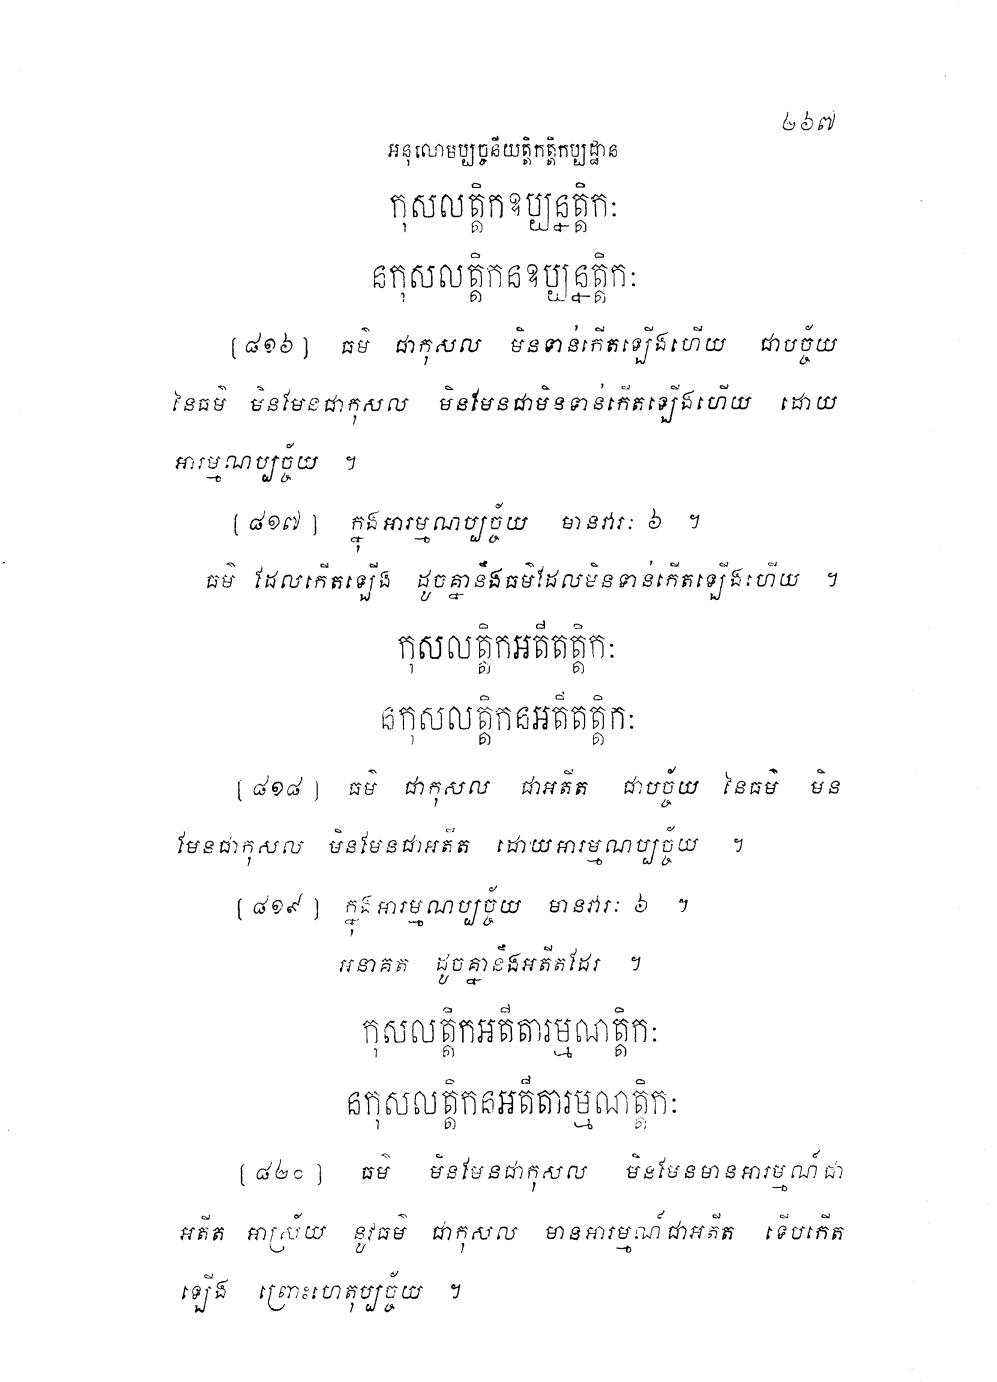 ២៦៧
អនុលោមប្បច្ចនីយត្តិកត្តិកប្បដ្ឋាន
កុសលត្តិកឧប្បន្នត្តិកៈ
នកុសលត្តិកនឧប្បន្នត្តិកៈ
[៨១៦] ធម៌ ជាកុសល មិនទាន់កើតឡើងហើយ ជាបច្ច័យ
នៃធម៌ មិនមែនជាកុសល មិនមែនជាមិនទាន់កើតឡើងហើយ ដោយ
អារម្មណប្បច្ច័យ ។
[៨១៧] ក្នុងអារម្មណប្បច្ច័យ មានវារៈ ៦ ។
ធម៌ ដែលកើតឡើង ដូចគ្នានឹងធម៌ដែលមិនទាន់កើតឡើងហើយ ។
កុសលត្តិកអតីតត្តិកៈ
នកុសលត្តិកនអតីតត្តិកៈ
[៨១៨] ធម៌ ជាកុសល ជាអតីត ជាបច្ច័យ នៃធម៌ មិន
មែនជាកុសល មិនមែនជាអតីត ដោយអារម្មណប្បច្ច័យ ។
[៨១៩] ក្នុងអារម្មណប្បច្ច័យ មានវារៈ ៦ ។
អនាគត ដូចគ្នានឹងអតីតដែរ ។
កុសលត្តិកអតីតារម្មណត្តិកៈ
នកុសលត្តិកនអតីតារម្មណត្តិកៈ
[៨២០] ធម៌ មិនមែនជាកុសល មិនមែនមានអារម្មណ៍ជា
អតីត អាស្រ័យ នូវធម៌ ជាកុសល មានអារម្មណ៍ជាអតីត ទើបកើត
ឡើង ព្រោះហេតុប្បច្ច័យ ។